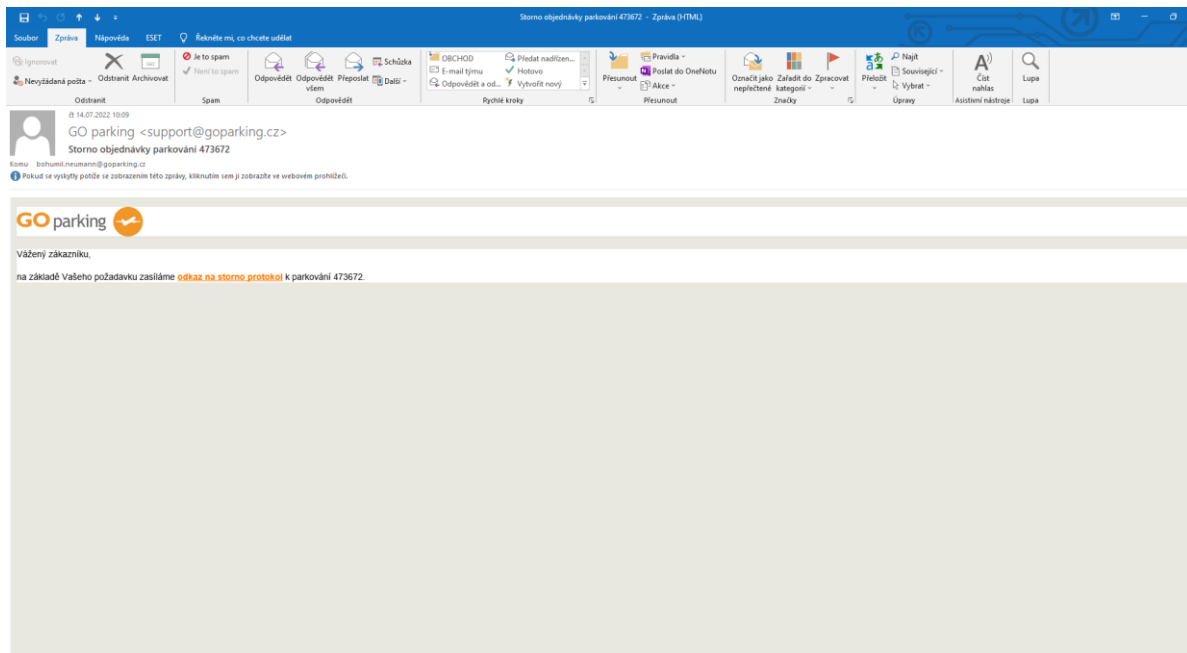 Storno objednávky parkování 473672 - Zpráva (HTML)
Soubor Zpráva Nápověda ESET Řekněte mi, co chcete udělat
Ignorovat
Nevyžádaná pošta
Odstranit Archivovat
Odstranit
Je to spam
Není to spam
Spam
Odpovědět Odpovědět všem Přeposlat
Schůzka
Další
Odpovědět
OBCHOD
E-mail týmu
Odpovědět a od...
Předat nadřízen...
Hotovo
Vytvořit nový
Rychlé kroky
Přesunout
Pravidla
Poslat do OneNotu
Akce
Přesunout
Označit jako nepřečtené
Zařadit do kategorií
Zpracovat
Značky
Přeložit
Najít
Související
Vybrat
Úpravy
Číst nahlas
Asistivní nástroje
Lupa
Lupa
čt 14.07.2022 10:09
GO parking <support@goparking.cz>
Storno objednávky parkování 473672
Komu bohumil.neumann@goparking.cz
Pokud se vyskytly potíže se zobrazením této zprávy, kliknutím sem ji zobrazíte ve webovém prohlížeči.
GO parking
Vážený zákazníku,
na základě Vašeho požadavku zasíláme odkaz na storno protokol k parkování 473672.